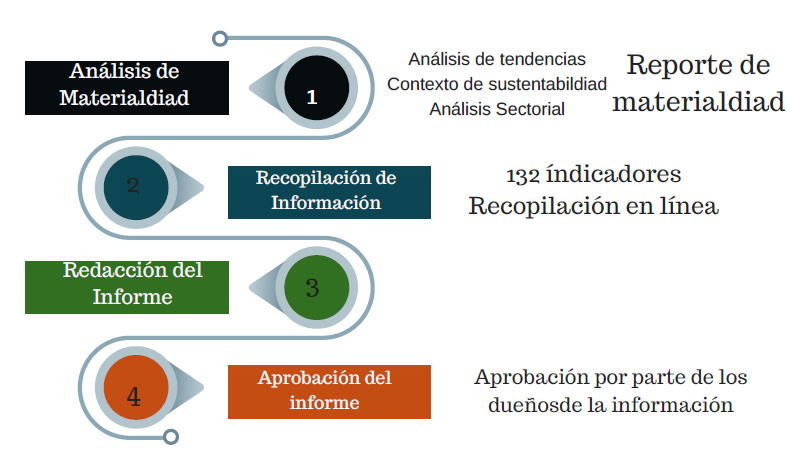 Análisis de
Materialdiad
1
Análisis de tendencias
Contexto de sustentabildiad
Análisis Sectorial
Reporte de
materialdiad
2
Recopilación de
Información
132 índicadores
Recopilación en línea
Redacción del
Informe
3
4
Aprobación del
informe
Aprobación por parte de los
dueñosde la información